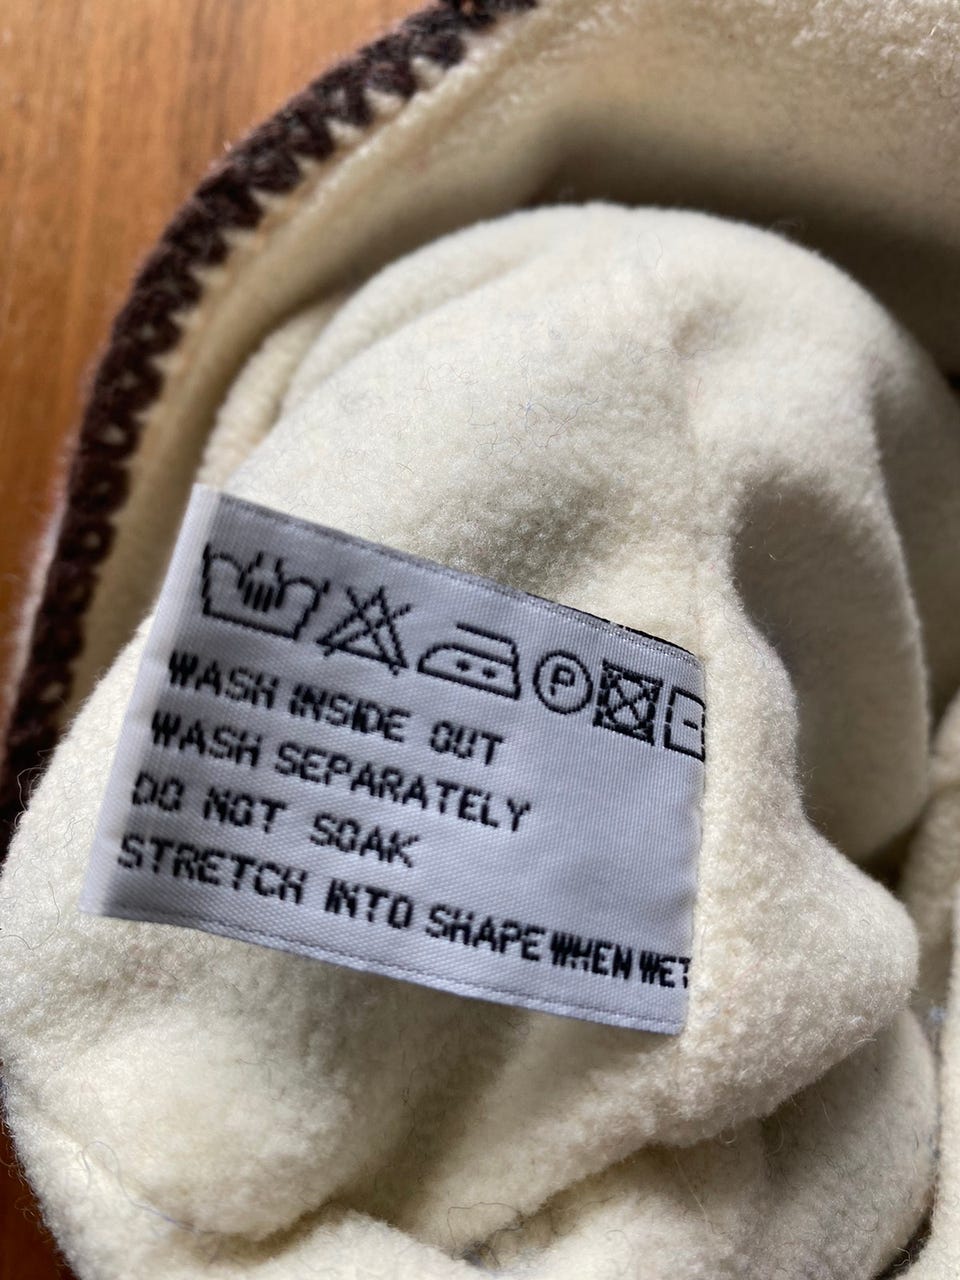 P
WASH INSIDE OUT
WASH SEPARATELY
DO NOT SOAK
STRETCH INTO SHAPE WHEN WET